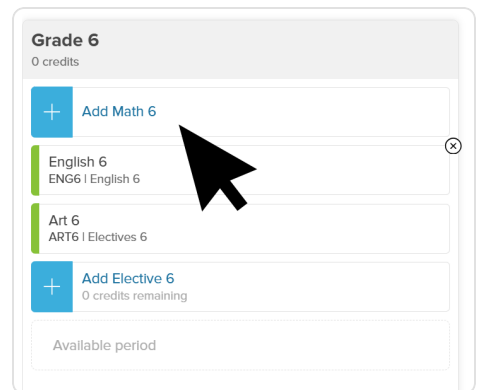 Grade 6
0 credits
Add Math 6
English 6
ENG6 | English 6
Art 6
ART6 | Electives 6
Add Elective 6
0 credits remaining
Available period